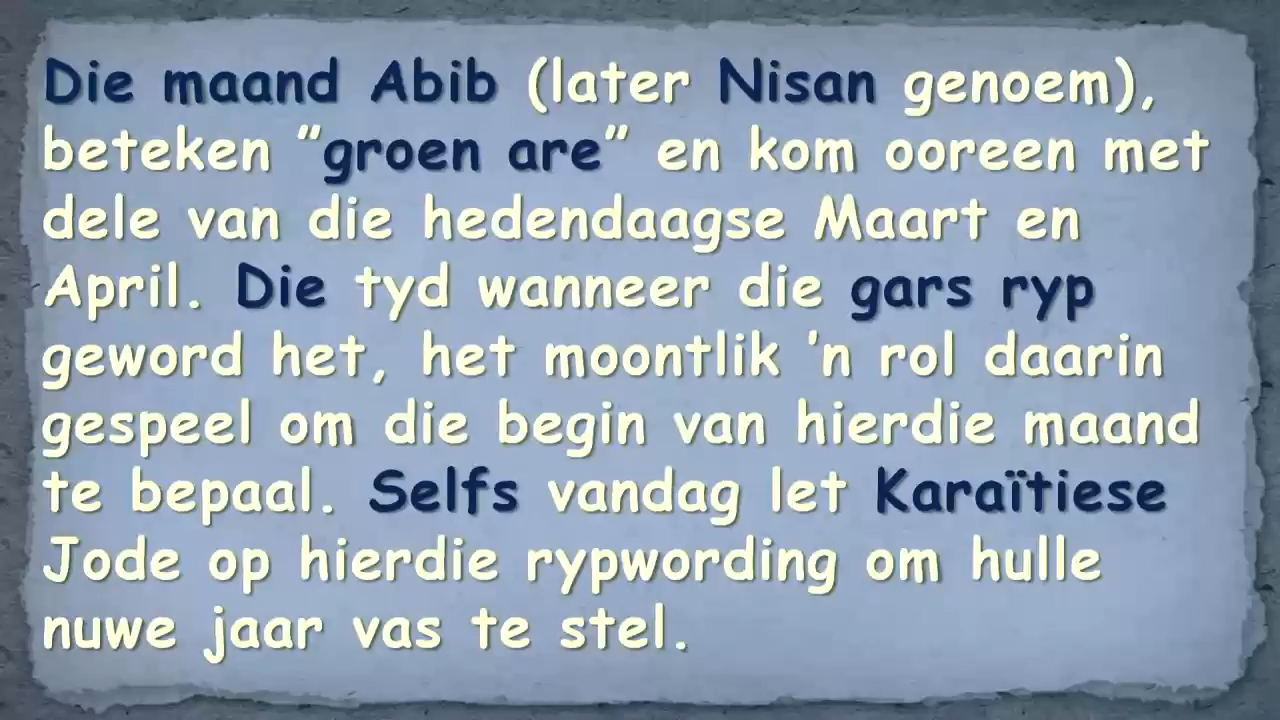 Die maand Abib (later Nisan genoem),
beteken ”groen are” en kom ooreen met
dele van die hedendaagse Maart en
April. Die tyd wanneer die gars ryp
geword het, het moontlik ’n rol daarin
gespeel om die begin van hierdie maand
te bepaal. Selfs vandag let Karaïtiese
Jode op hierdie rypwording om hulle
nuwe jaar vas te stel.